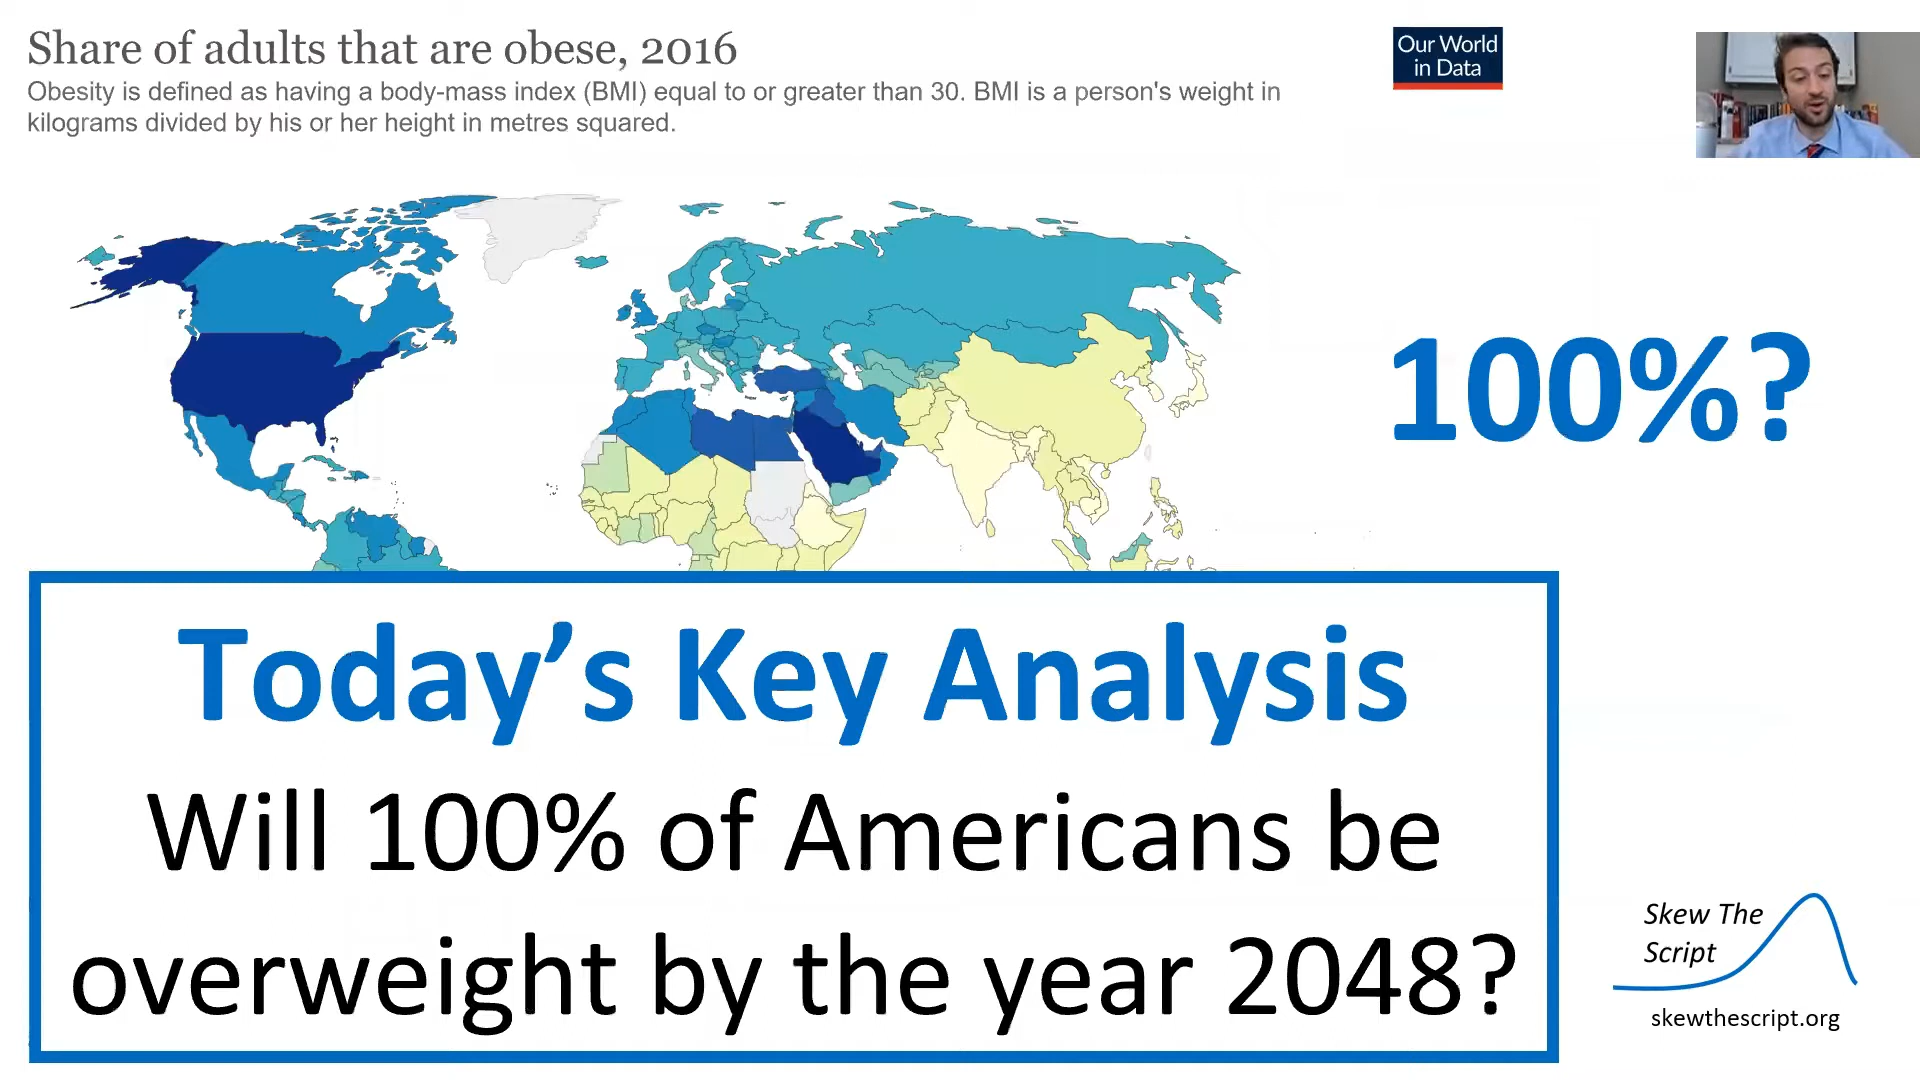 Share of adults that are obese, 2016
Obesity is defined as having a body-mass index (BMI) equal to or greater than 30. BMI is a person's weight in
kilograms divided by his or her height in metres squared.
Our World
in Data
100%?
Today's Key Analysis
Will 100% of Americans be
overweight by the year 2048?
Skew The
Script
skewthescript.org